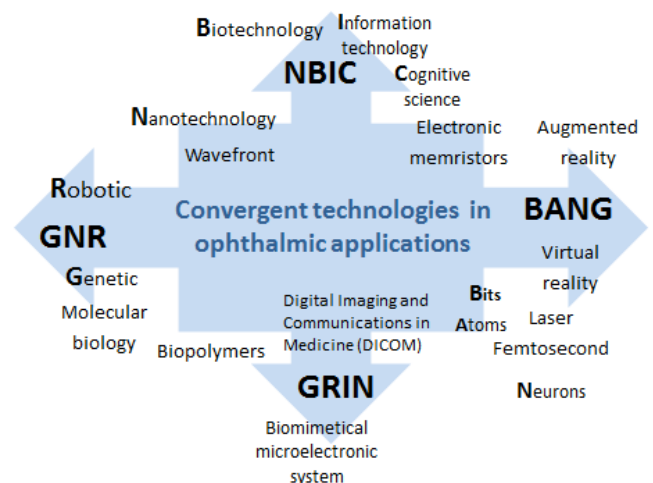 Biotechnology
Information
technology
NBIC
Cognitive
science
Nanotechnology
Wavefront
Electronic
memristors
Augmented
reality
Robotic
GNR
Genetic
Molecular
biology
Convergent technologies in
ophthalmic applications
BANG
Virtual
reality
Bits
Atoms
Laser
Femtosecond
Neurons
Digital Imaging and
Communications in
Medicine (DICOM)
Biopolymers
GRIN
Biomimetical
microelectronic
system